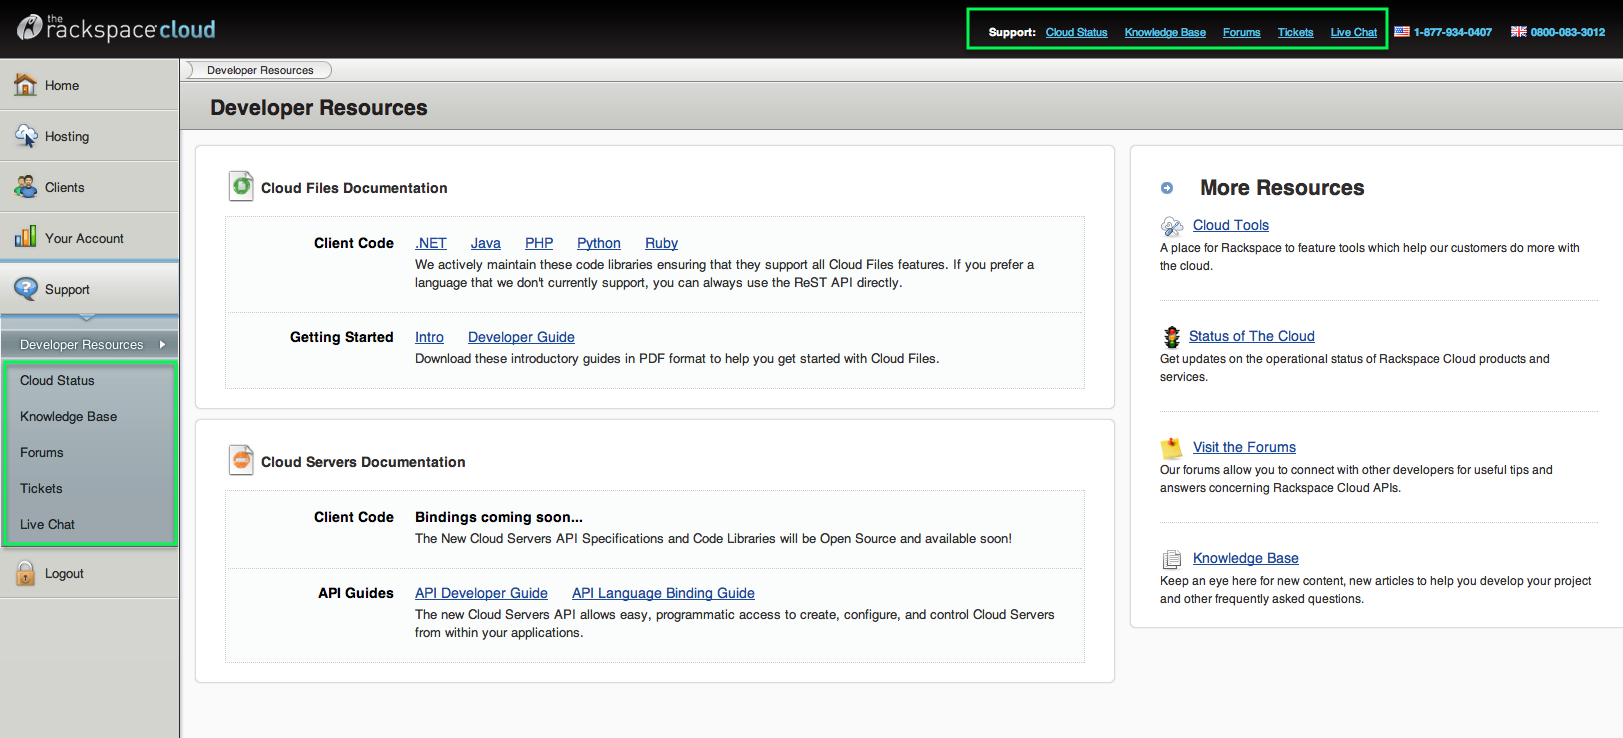 the
rackspace cloud
Support: Cloud Status Knowledge Base Forums Tickets Live Chat 1-877-934-0407 0800-083-3012
Home
Hosting
Clients
Your Account
Support
Developer Resources
Cloud Status
Knowledge Base
Forums
Tickets
Live Chat
Logout
Developer Resources
Developer Resources
Cloud Files Documentation
Client Code .NET Java PHP Python Ruby
We actively maintain these code libraries ensuring that they support all Cloud Files features. If you prefer a
language that we don't currently support, you can always use the ReST API directly.
Getting Started Intro Developer Guide
Download these introductory guides in PDF format to help you get started with Cloud Files.
Cloud Servers Documentation
Client Code Bindings coming soon...
The New Cloud Servers API Specifications and Code Libraries will be Open Source and available soon!
API Guides API Developer Guide API Language Binding Guide
The new Cloud Servers API allows easy, programmatic access to create, configure, and control Cloud Servers
from within your applications.
More Resources
Cloud Tools
A place for Rackspace to feature tools which help our customers do more with
the cloud.
Status of The Cloud
Get updates on the operational status of Rackspace Cloud products and
services.
Visit the Forums
Our forums allow you to connect with other developers for useful tips and
answers concerning Rackspace Cloud APIs.
Knowledge Base
Keep an eye here for new content, new articles to help you develop your project
and other frequently asked questions.